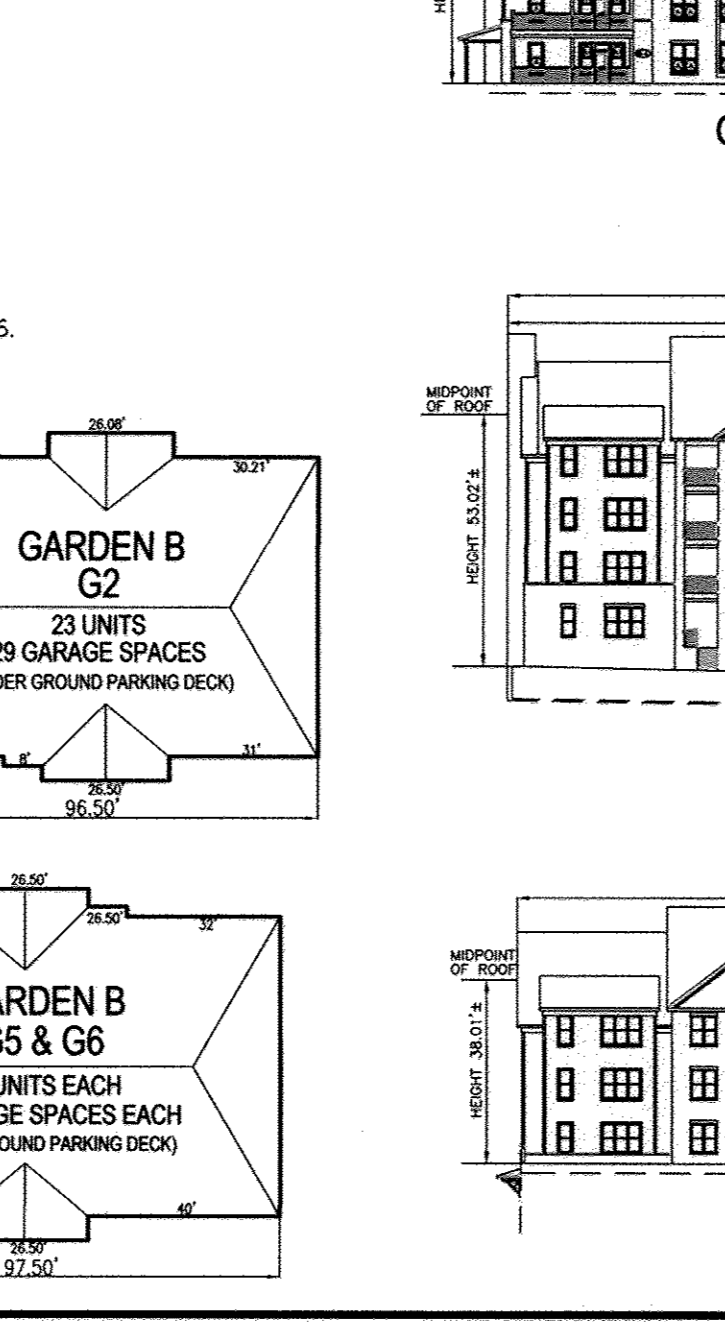 6.
26.08'
30.21'
GARDEN B
G2
23 UNITS
29 GARAGE SPACES
DER GROUND PARKING DECK)
8'
31'
26.50'
96.50'
MIDPOINT
OF ROOF
HEIGHT 53.02'±
26.50'
26.50'
32'
RDEN B
5 & G6
UNITS EACH
GE SPACES EACH
OUND PARKING DECK)
40'
26.50'
97.50'
MIDPOINT
OF ROOF
HEIGHT 38.01'±